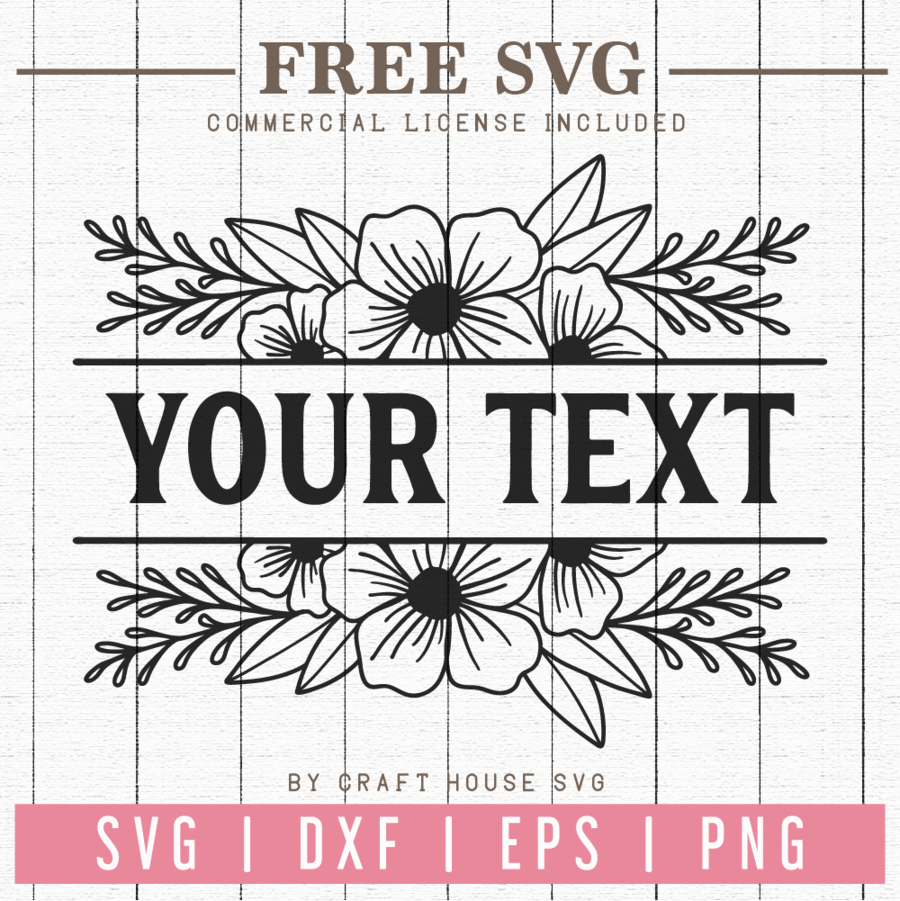 FREE SVG
COMMERCIAL LICENSE INCLUDED
YOUR TEXT
BY CRAFT HOUSE SVG
SVG | DXF | EPS | PNG